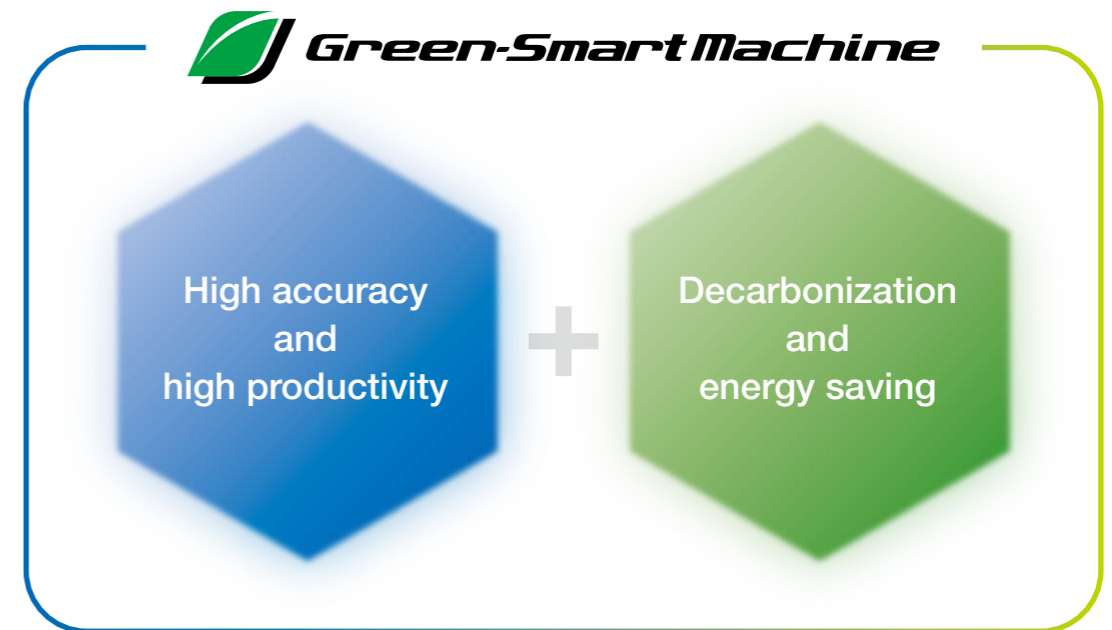 Green-Smart Machine
High accuracy
and
high productivity
+
Decarbonization
and
energy saving